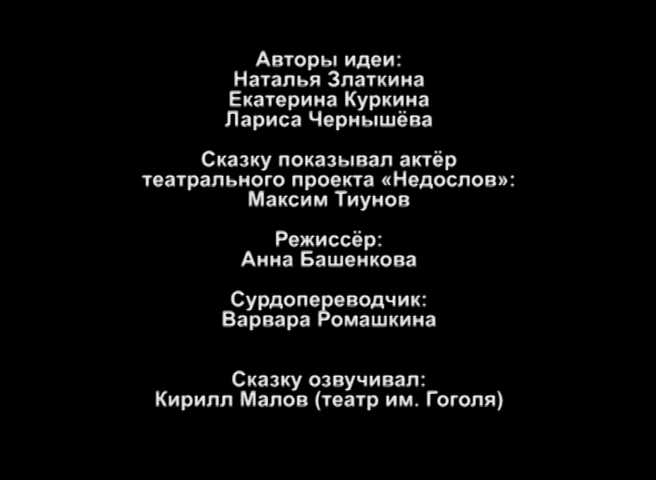 Авторы идеи:
Наталья Златкина
Екатерина Куркина
Лариса Чернышёва
Сказку показывал актёр
театрального проекта «Недослов»:
Максим Тиунов
Режиссёр:
Анна Башенкова
Сурдопереводчик:
Варвара Ромашкина
Сказку озвучивал:
Кирилл Малов (театр им. Гоголя)